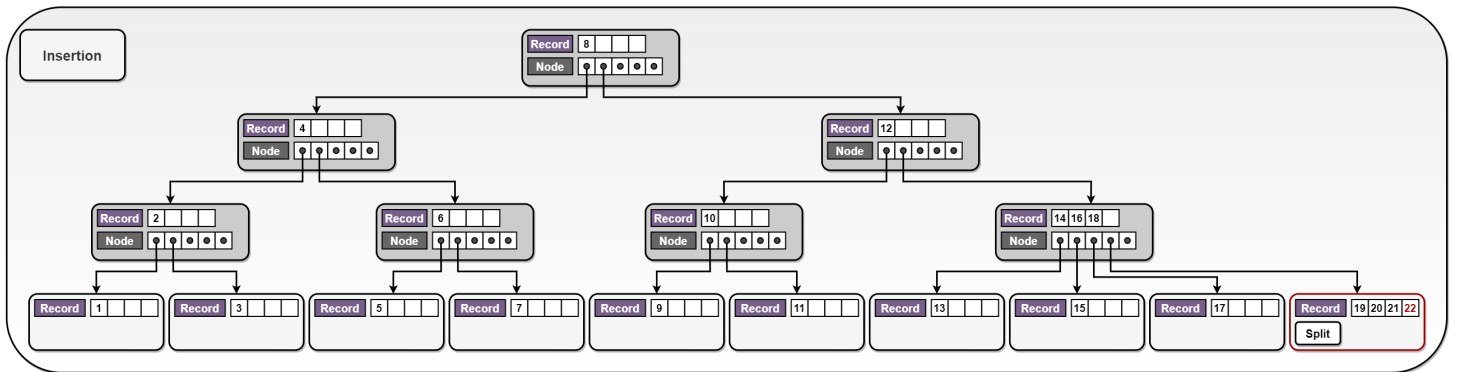 Insertion
Record 8
Node
Record 4
Node
Record 12
Node
Record 2
Node
Record 6
Node
Record 10
Node
Record 14 16 18
Node
Record 1
Record 3
Record 5
Record 7
Record 9
Record 11
Record 13
Record 15
Record 17
Record 19 20 21 22
Split